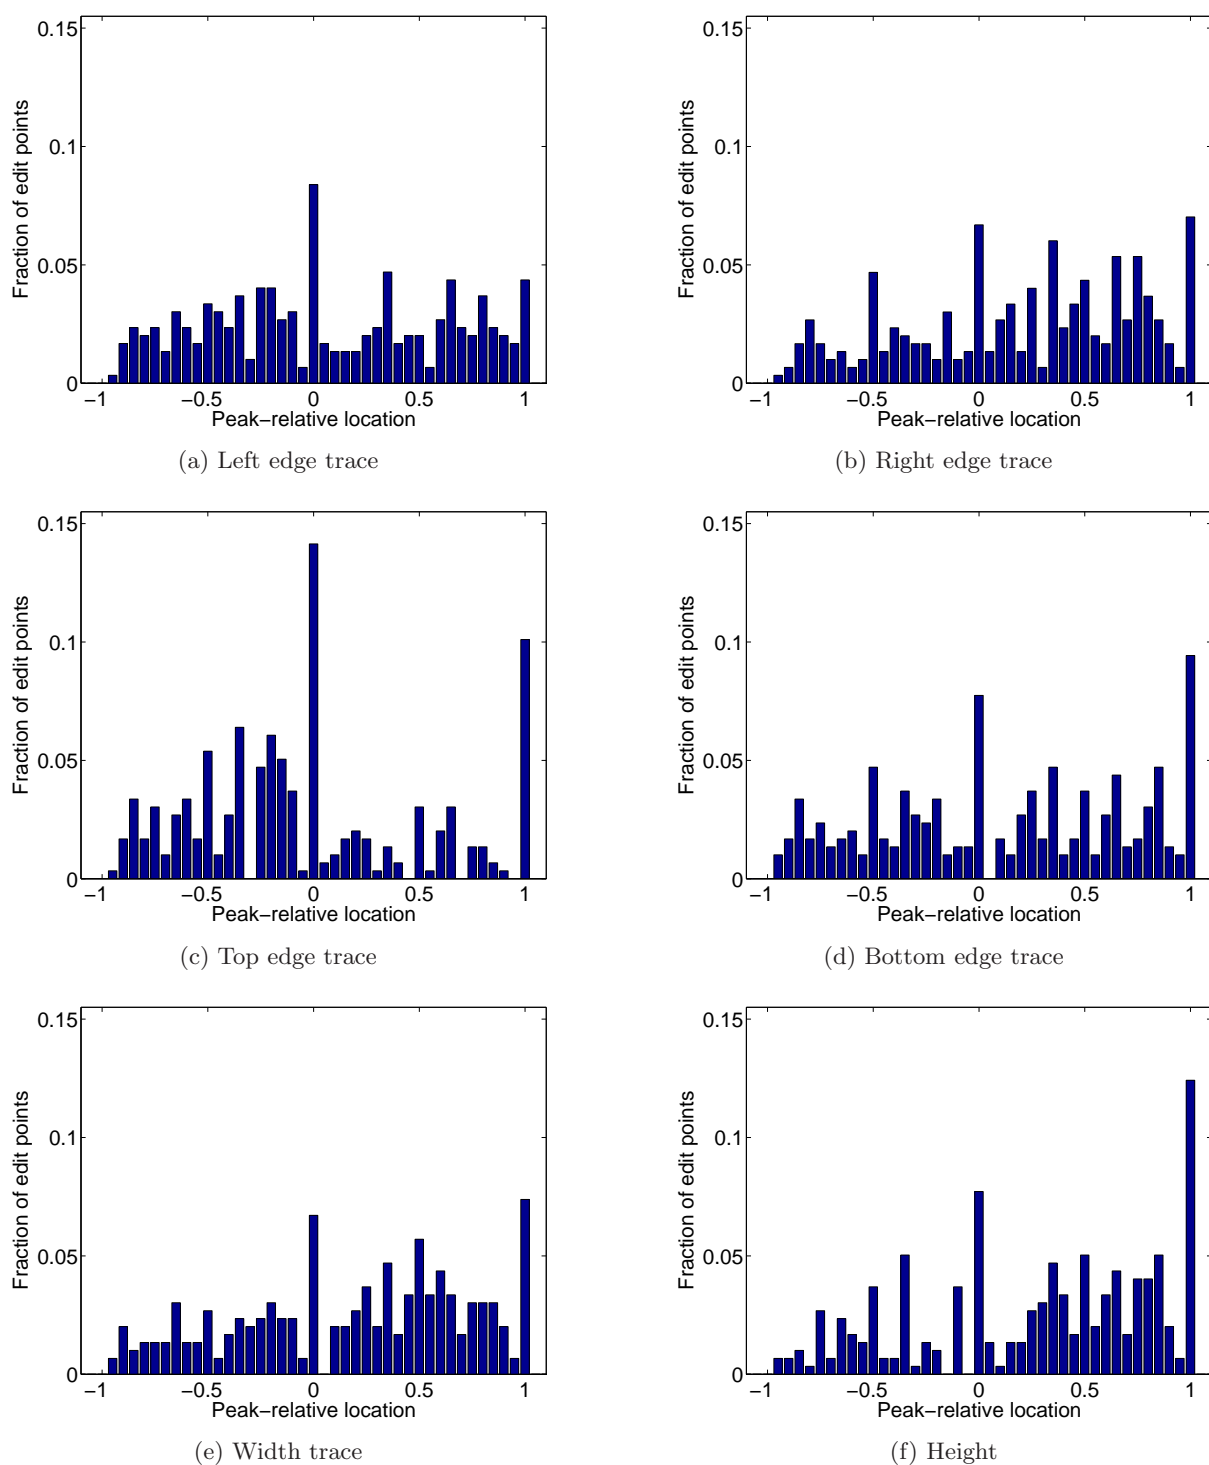 0.15
0.1
0.05
0
Fraction of edit points
−1 −0.5 0 0.5 1
Peak−relative location
(a) Left edge trace
0.15
0.1
0.05
0
Fraction of edit points
−1 −0.5 0 0.5 1
Peak−relative location
(b) Right edge trace
0.15
0.1
0.05
0
Fraction of edit points
−1 −0.5 0 0.5 1
Peak−relative location
(c) Top edge trace
0.15
0.1
0.05
0
Fraction of edit points
−1 −0.5 0 0.5 1
Peak−relative location
(d) Bottom edge trace
0.15
0.1
0.05
0
Fraction of edit points
−1 −0.5 0 0.5 1
Peak−relative location
(e) Width trace
0.15
0.1
0.05
0
Fraction of edit points
−1 −0.5 0 0.5 1
Peak−relative location
(f) Height